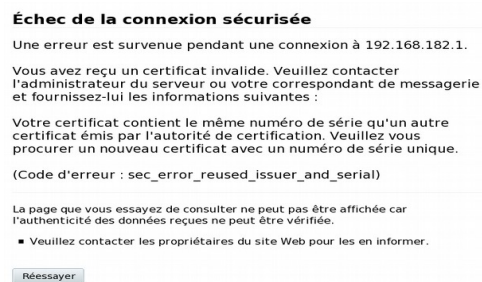 Échec de la connexion sécurisée
Une erreur est survenue pendant une connexion à 192.168.182.1.
Vous avez reçu un certificat invalide. Veuillez contacter
l'administrateur du serveur ou votre correspondant de messagerie
et fournissez-lui les informations suivantes :
Votre certificat contient le même numéro de série qu'un autre
certificat émis par l'autorité de certification. Veuillez vous
procurer un nouveau certificat avec un numéro de série unique.
(Code d'erreur : sec_error_reused_issuer_and_serial)
La page que vous essayez de consulter ne peut pas être affichée car
l'authenticité des données reçues ne peut être vérifiée.
▪ Veuillez contacter les propriétaires du site Web pour les en informer.
Réessayer